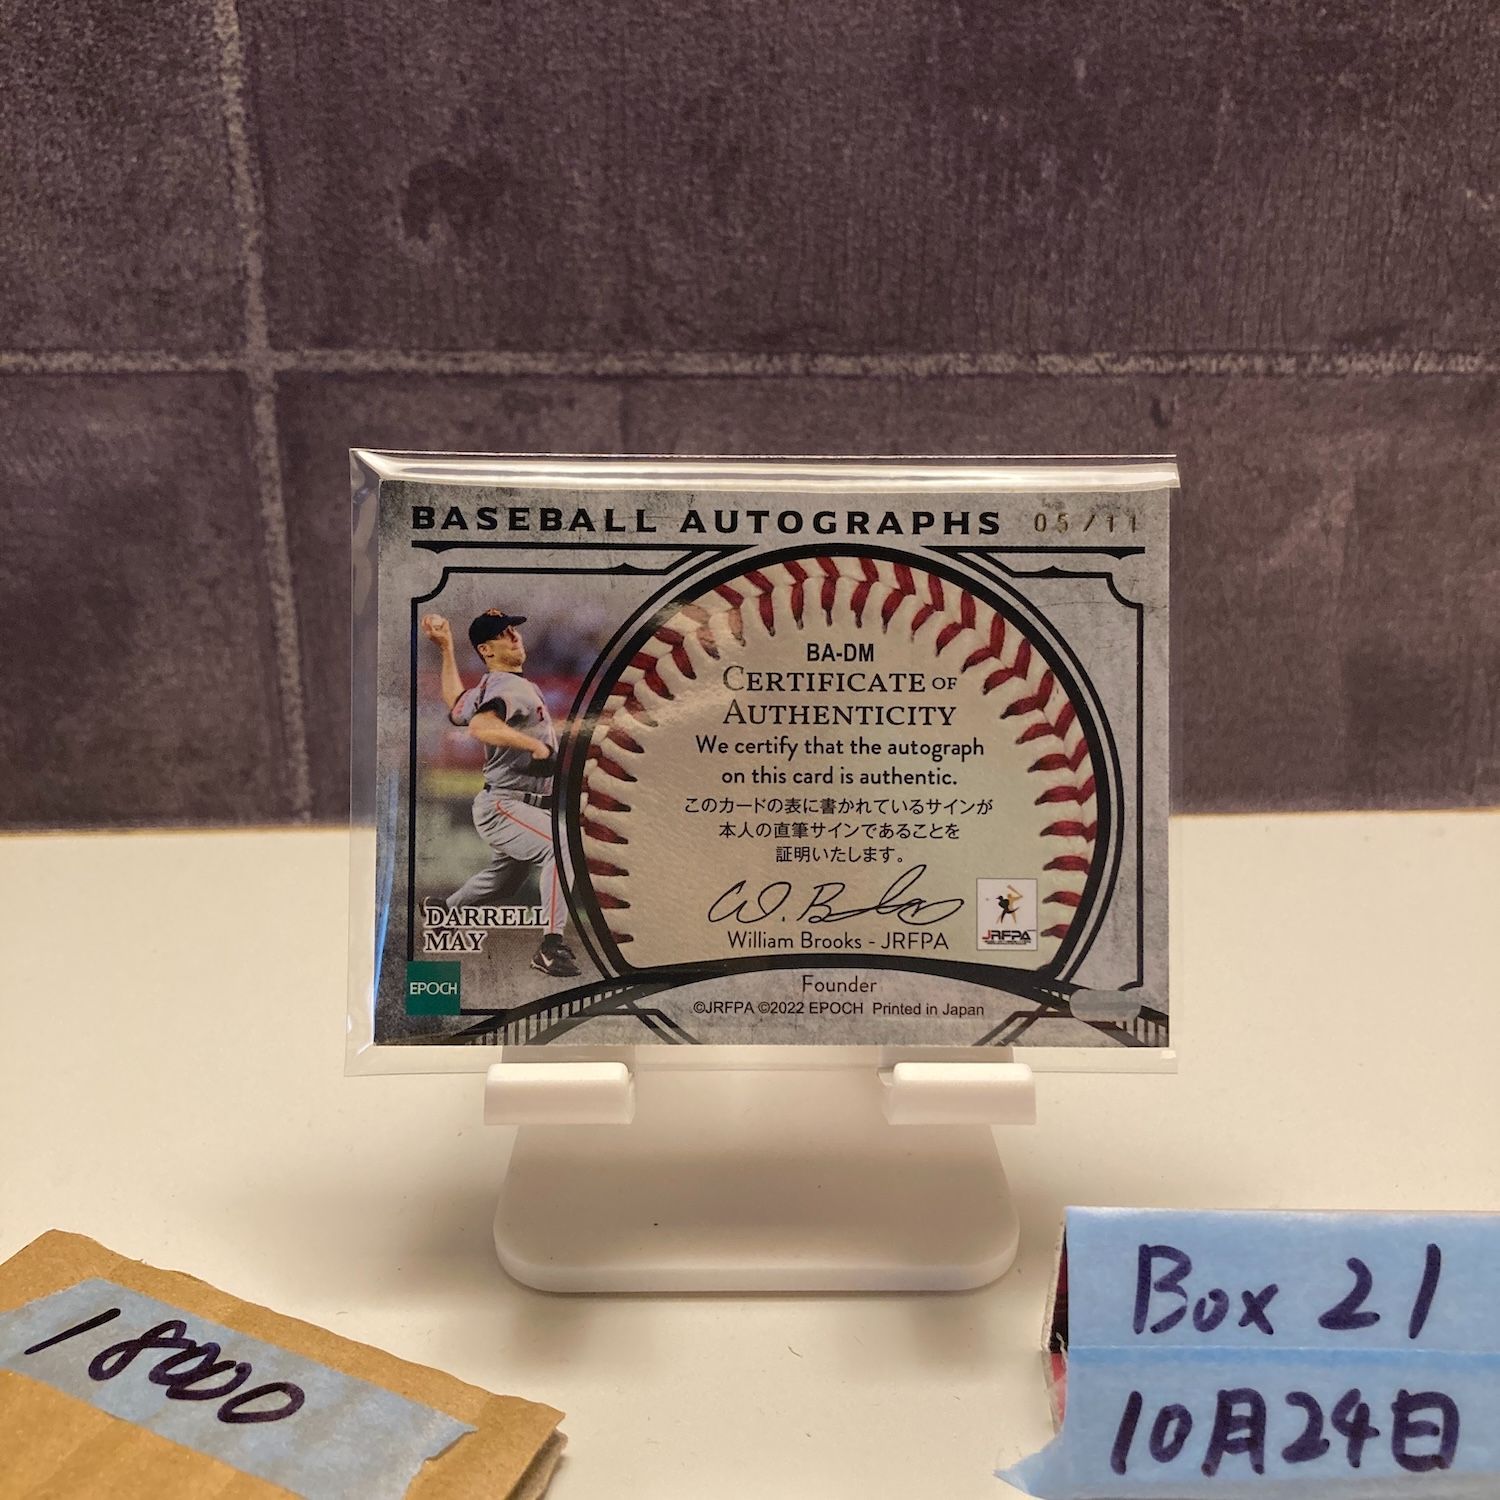 BASEBALL AUTOGRAPHS 05/11
BA-DM
CERTIFICATE OF
AUTHENTICITY
We certify that the autograph
on this card is authentic.
このカードの表に書かれているサインが
本人の直筆サインであることを
証明いたします。
W. Brooks
William Brooks - JRFPA
JRFPA
Founder
©JRFPA ©2022 EPOCH Printed in Japan
DARRELL
MAY
EPOCH
18000
Box 21
10月24日